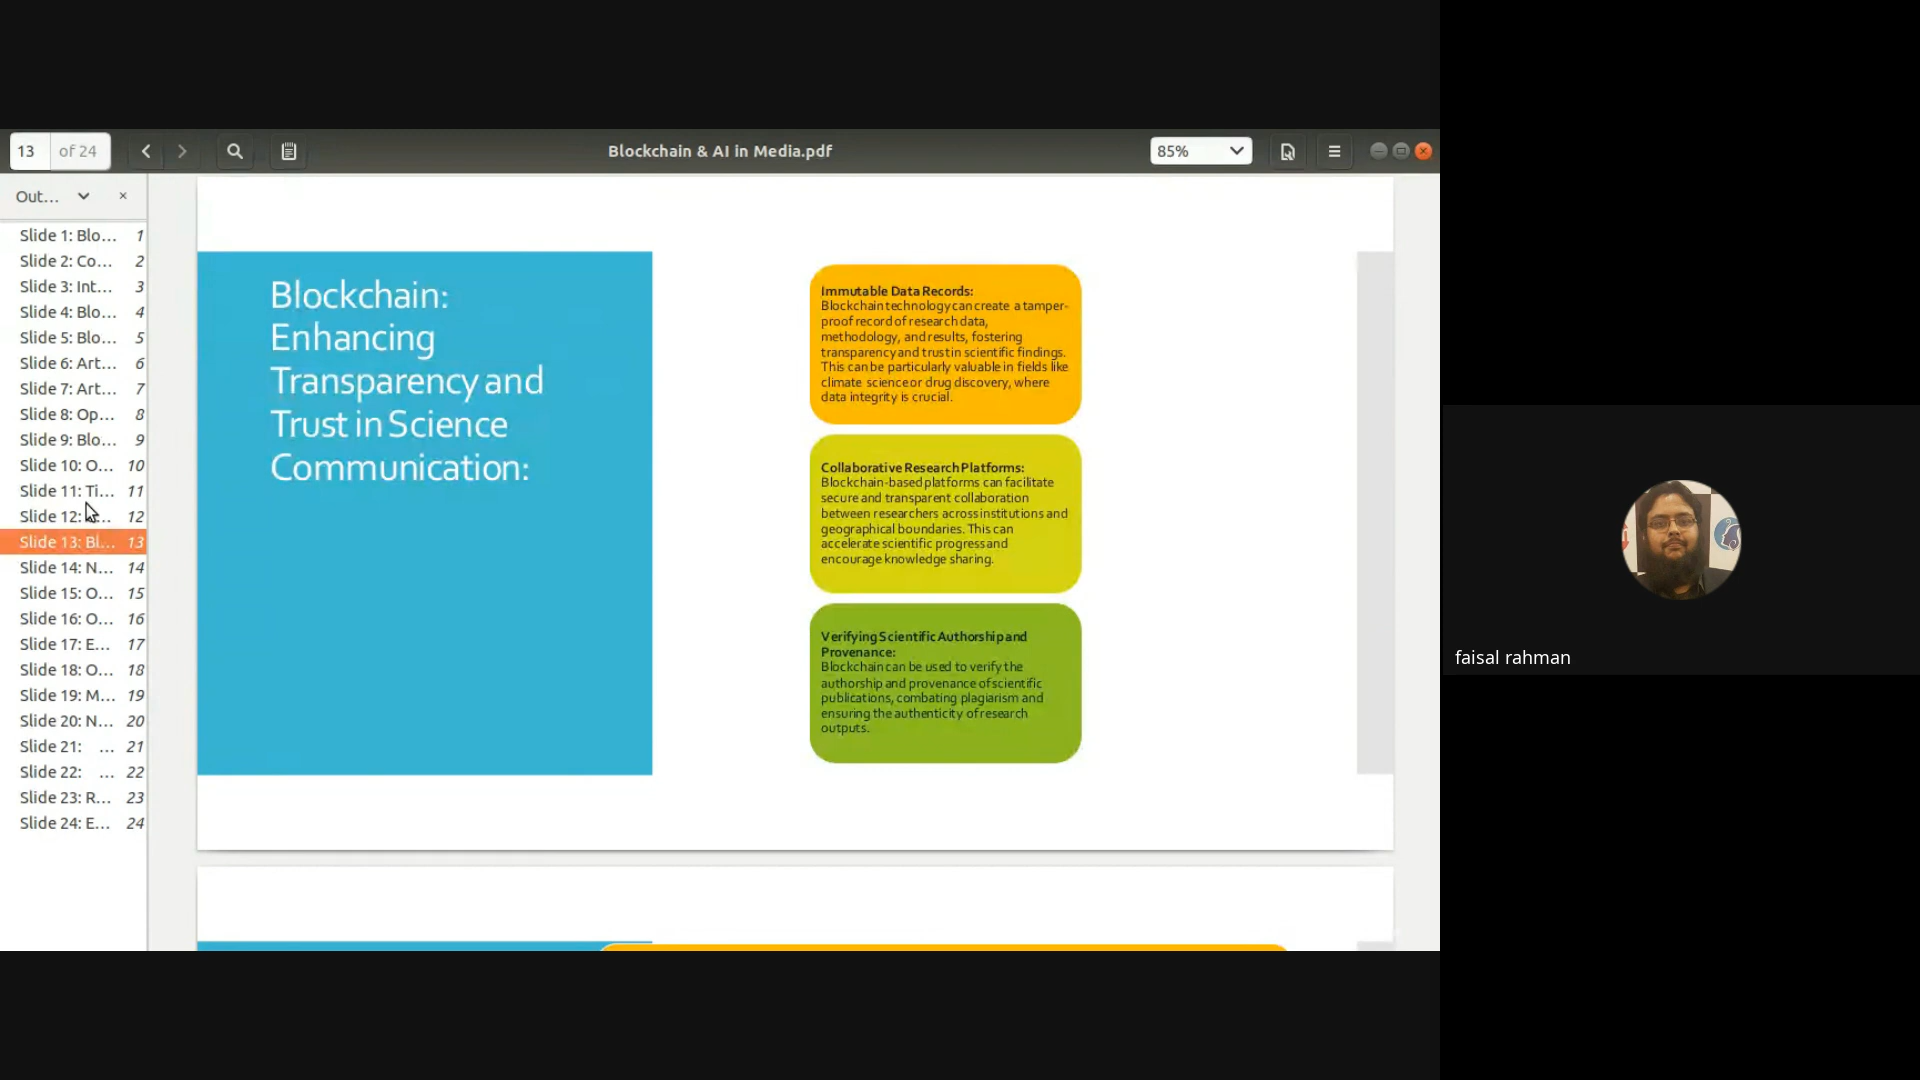 13 of 24
Blockchain & AI in Media.pdf
85%
Out...
Slide 1: Blo... 1
Slide 2: Co... 2
Slide 3: Int... 3
Slide 4: Blo... 4
Slide 5: Blo... 5
Slide 6: Art... 6
Slide 7: Art... 7
Slide 8: Op... 8
Slide 9: Blo... 9
Slide 10: O... 10
Slide 11: Ti... 11
Slide 12: ... 12
Slide 13: Bl... 13
Slide 14: N... 14
Slide 15: O... 15
Slide 16: O... 16
Slide 17: E... 17
Slide 18: O... 18
Slide 19: M... 19
Slide 20: N... 20
Slide 21: ... 21
Slide 22: ... 22
Slide 23: R... 23
Slide 24: E... 24
Blockchain:
Enhancing
Transparency and
Trust in Science
Communication:
Immutable Data Records:
Blockchain technology can create a tamper-
proof record of research data,
methodology, and results, fostering
transparency and trust in scientific findings.
This can be particularly valuable in fields like
climate science or drug discovery, where
data integrity is crucial.
Collaborative Research Platforms:
Blockchain-based platforms can facilitate
secure and transparent collaboration
between researchers across institutions and
geographical boundaries. This can
accelerate scientific progress and
encourage knowledge sharing.
Verifying Scientific Authorship and
Provenance:
Blockchain can be used to verify the
authorship and provenance of scientific
publications, combating plagiarism and
ensuring the authenticity of research
outputs.
faisal rahman